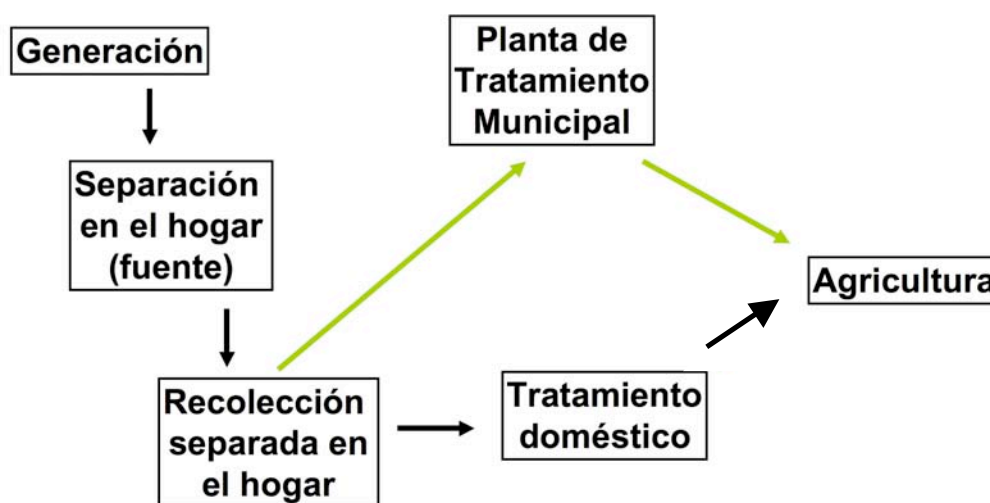 Generación
Separación
en el hogar
(fuente)
Recolección
separada en
el hogar
Planta de
Tratamiento
Municipal
Tratamiento
doméstico
Agricultura